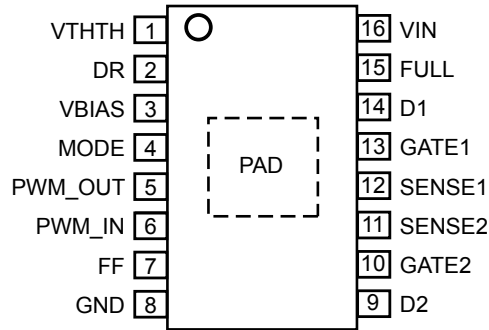 VTHTH 1 16 VIN
DR 2 15 FULL
VBIAS 3 14 D1
MODE 4 PAD 13 GATE1
PWM_OUT 5 12 SENSE1
PWM_IN 6 11 SENSE2
FF 7 10 GATE2
GND 8 9 D2